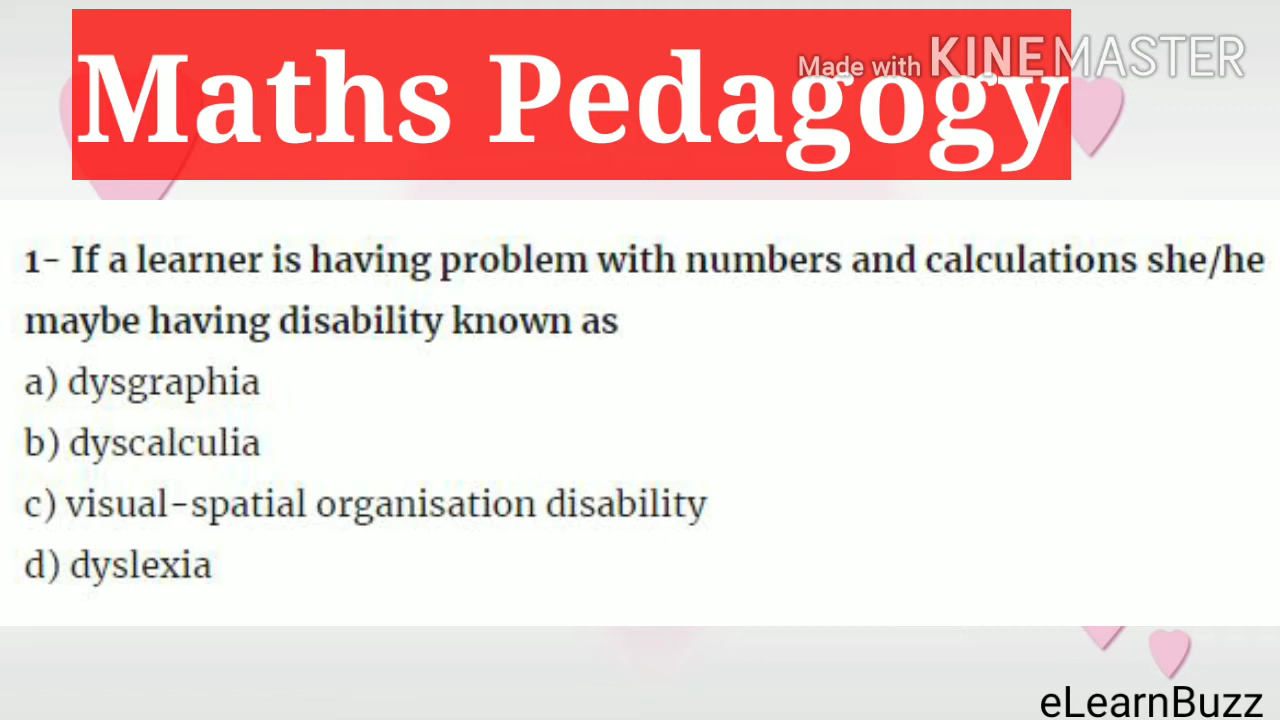 Maths Pedagogy
Made with KINEMASTER
1- If a learner is having problem with numbers and calculations she/he
maybe having disability known as
a) dysgraphia
b) dyscalculia
c) visual-spatial organisation disability
d) dyslexia
eLearnBuzz